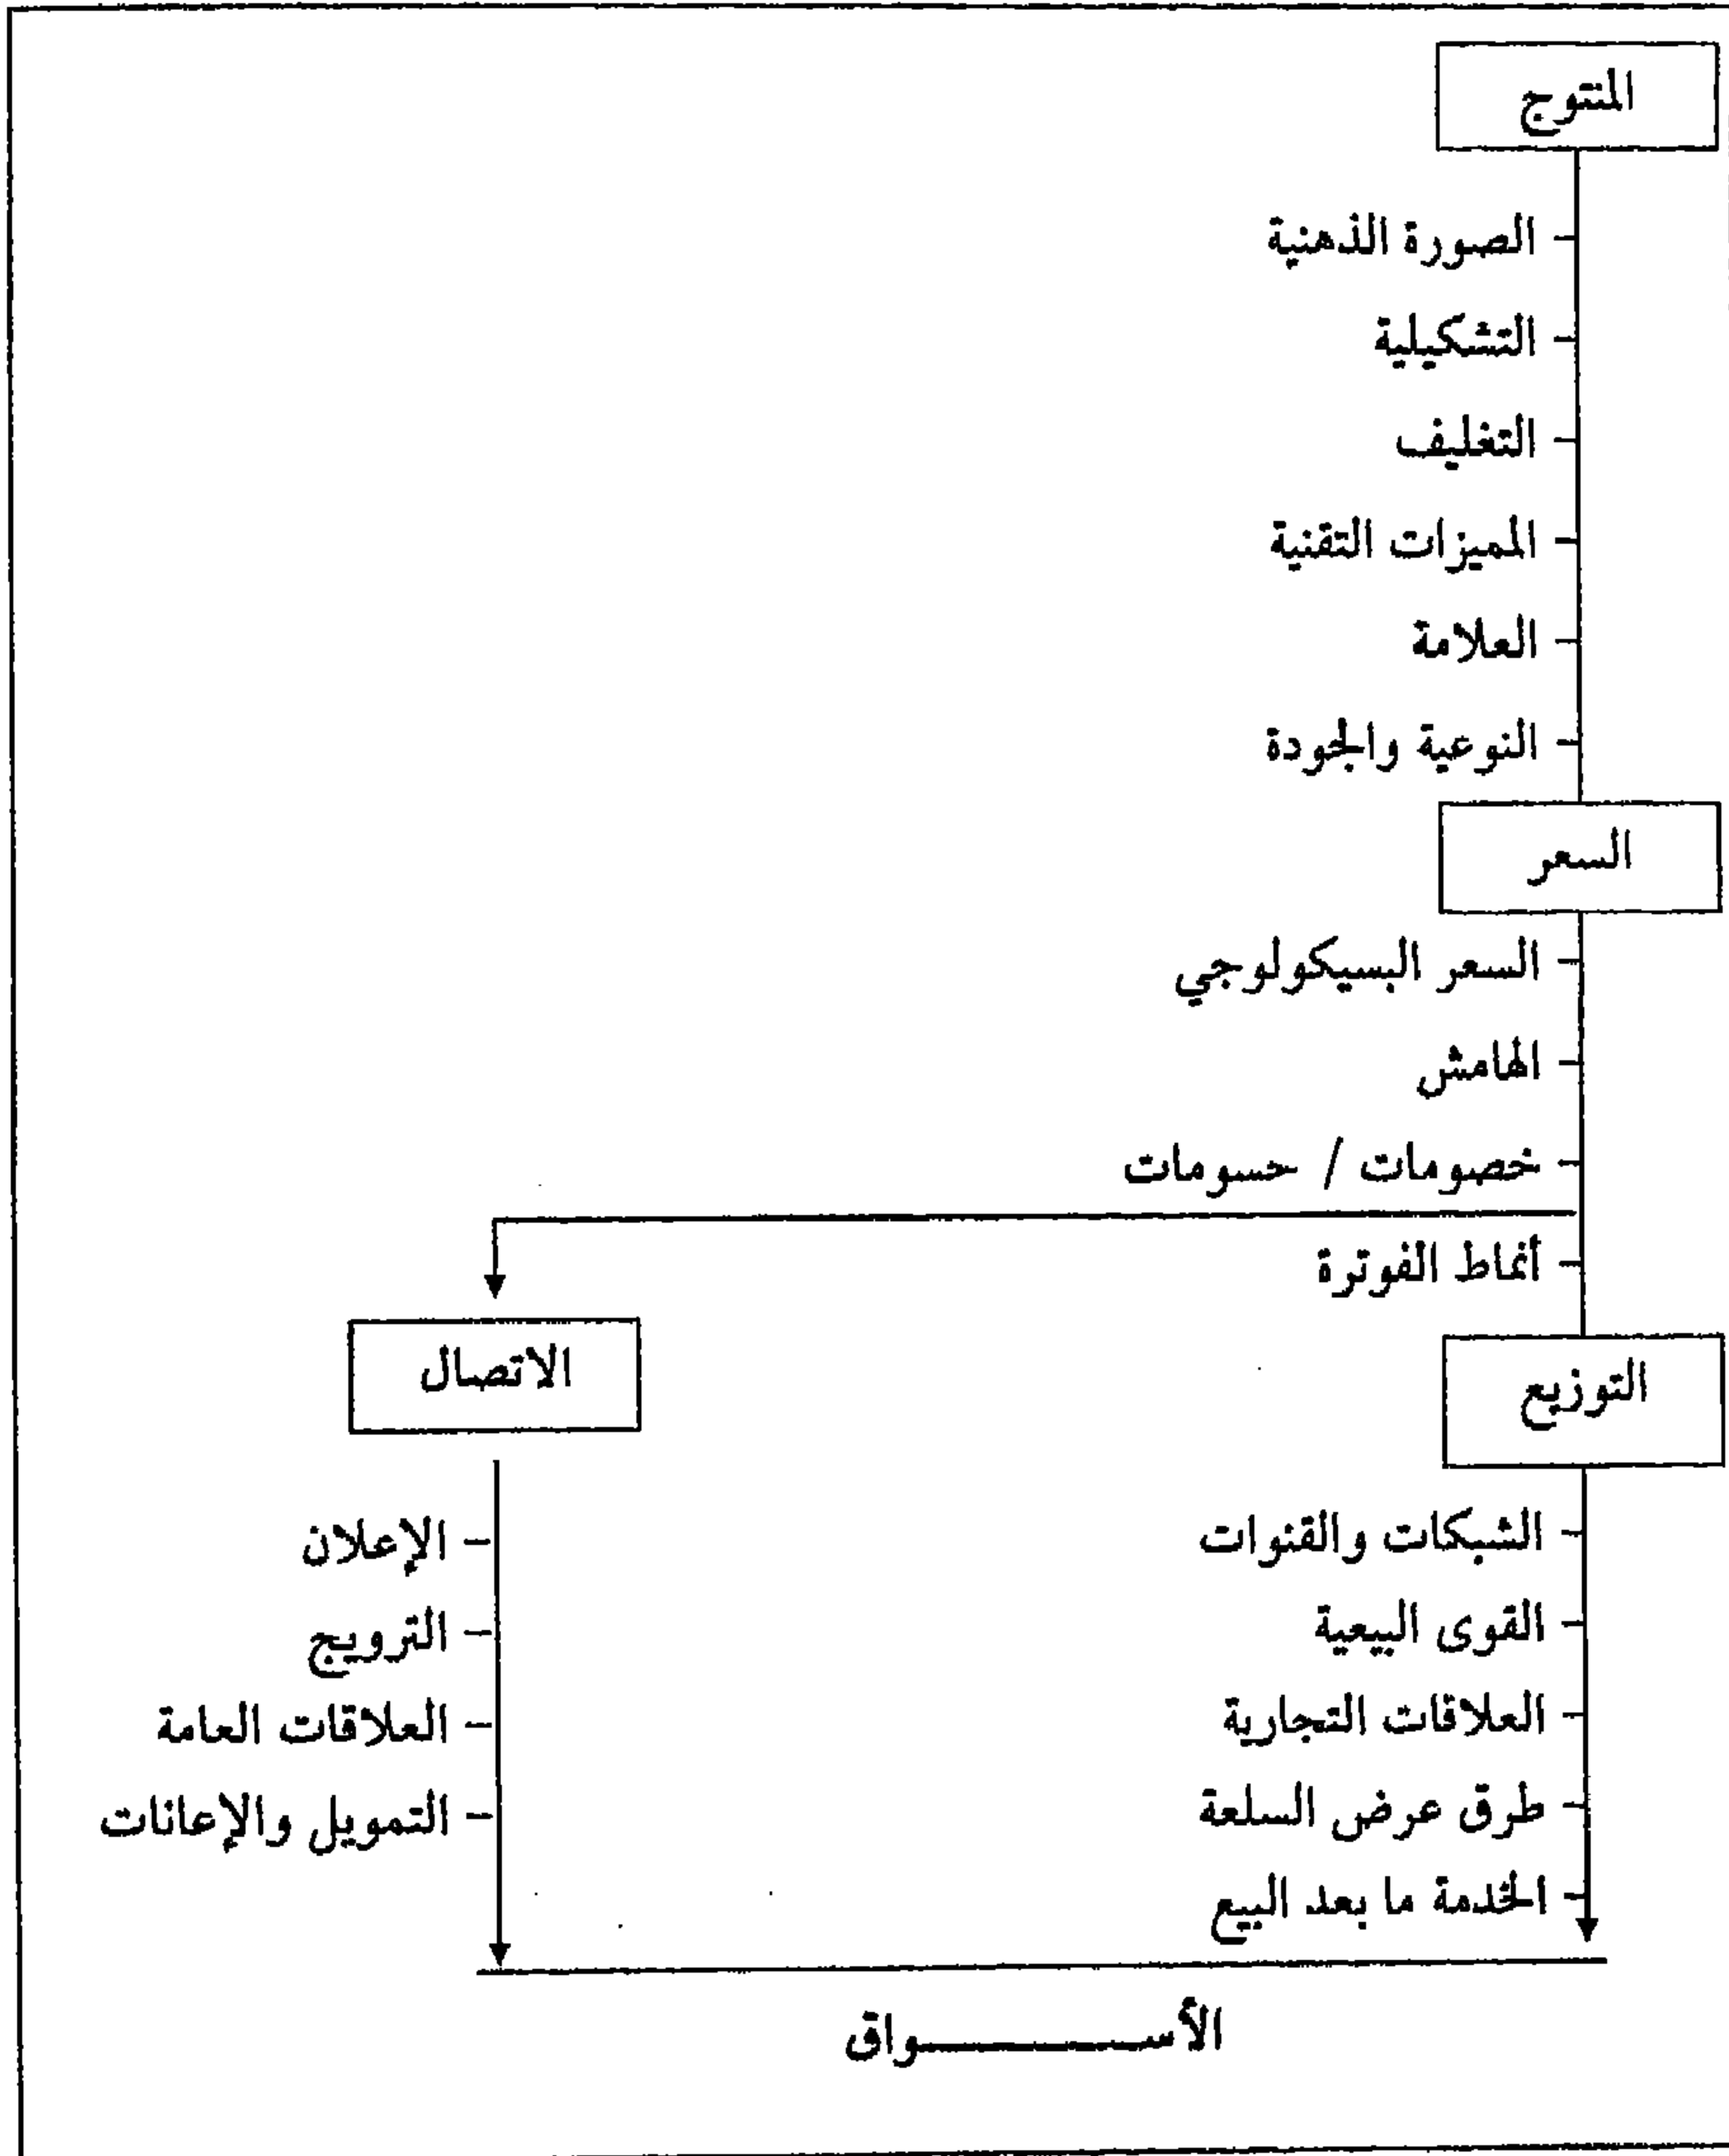 المنتوج
- الصورة الذهنية
- التشكيلية
- التغليف
- المميزات التقنية
- العلامة
- النوعية والجودة
السعر
- السعر البسيكولوجي
- الهامش
- خصومات / حسومات
- أنماط الفوترة
التوزيع
- الشبكات والقنوات
- القوى البيعية
- العلاقات التجارية
- طرق عرض السلعة
- الخدمة ما بعد البيع
الاتصال
- الإعلان
- الترويج
- العلاقات العامة
- التمويل والإعانات
الأســـــــــواق